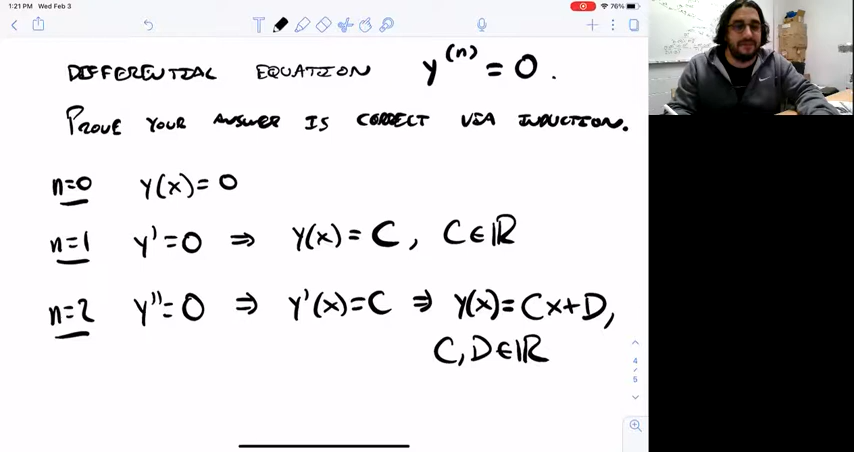 1:21 PM Wed Feb 3
76%
DIFFERENTIAL EQUATION y^(n) = 0.
PROVE YOUR ANSWER IS CORRECT VIA INDUCTION.
n=0 y(x)=0
n=1 y'=0 ⇒ y(x)=C, C∈ℝ
n=2 y''=0 ⇒ y'(x)=C ⇒ y(x)=Cx+D,
C,D∈ℝ
4
/
5